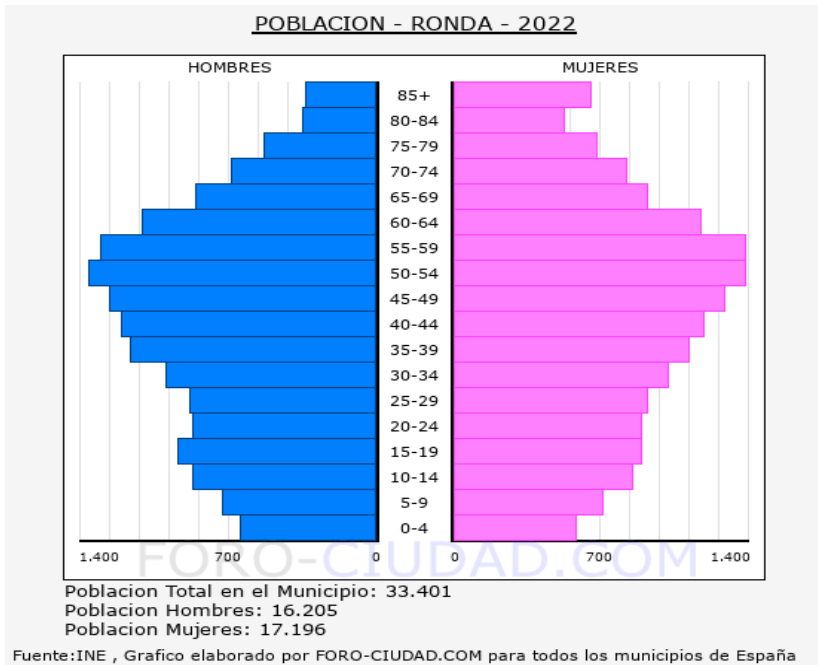 POBLACION - RONDA - 2022
HOMBRES
MUJERES
85+
80-84
75-79
70-74
65-69
60-64
55-59
50-54
45-49
40-44
35-39
30-34
25-29
20-24
15-19
10-14
5-9
0-4
1.400 700 0 0 700 1.400
FORO-CIUDAD.COM
Poblacion Total en el Municipio: 33.401
Poblacion Hombres: 16.205
Poblacion Mujeres: 17.196
Fuente:INE , Grafico elaborado por FORO-CIUDAD.COM para todos los municipios de España